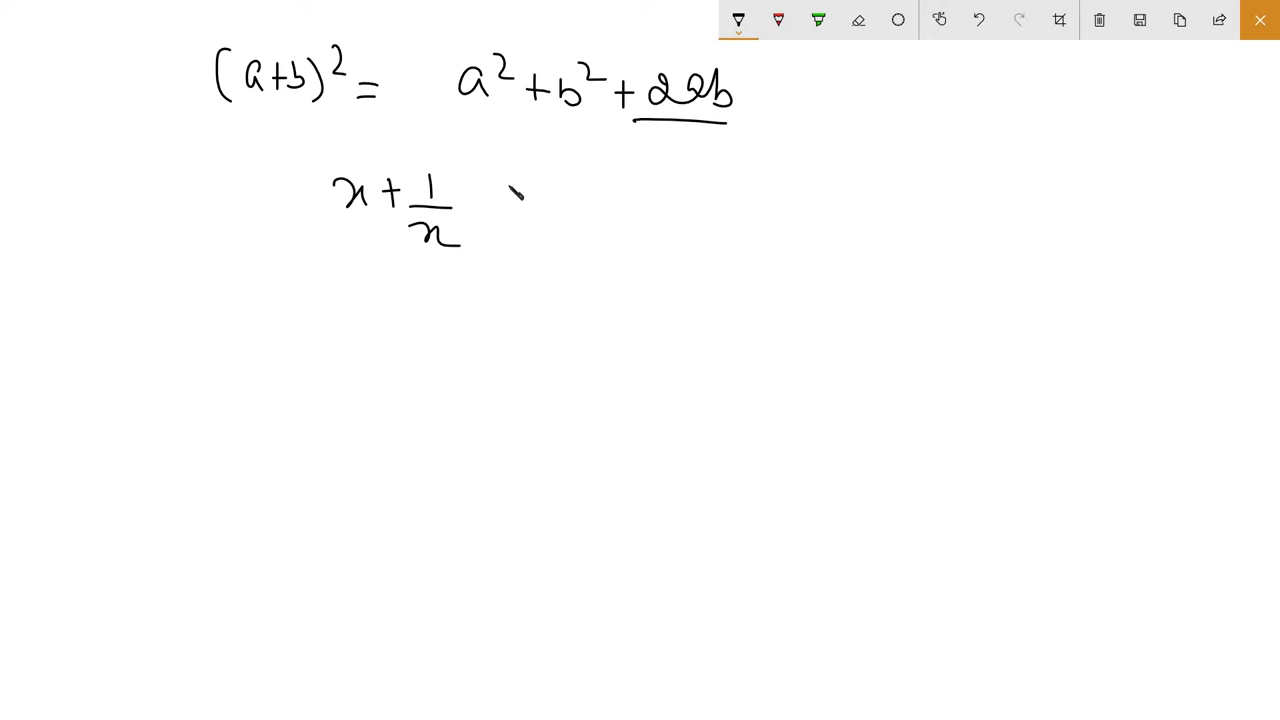 (a+b)² = a² + b² + 2ab
x + 1/x